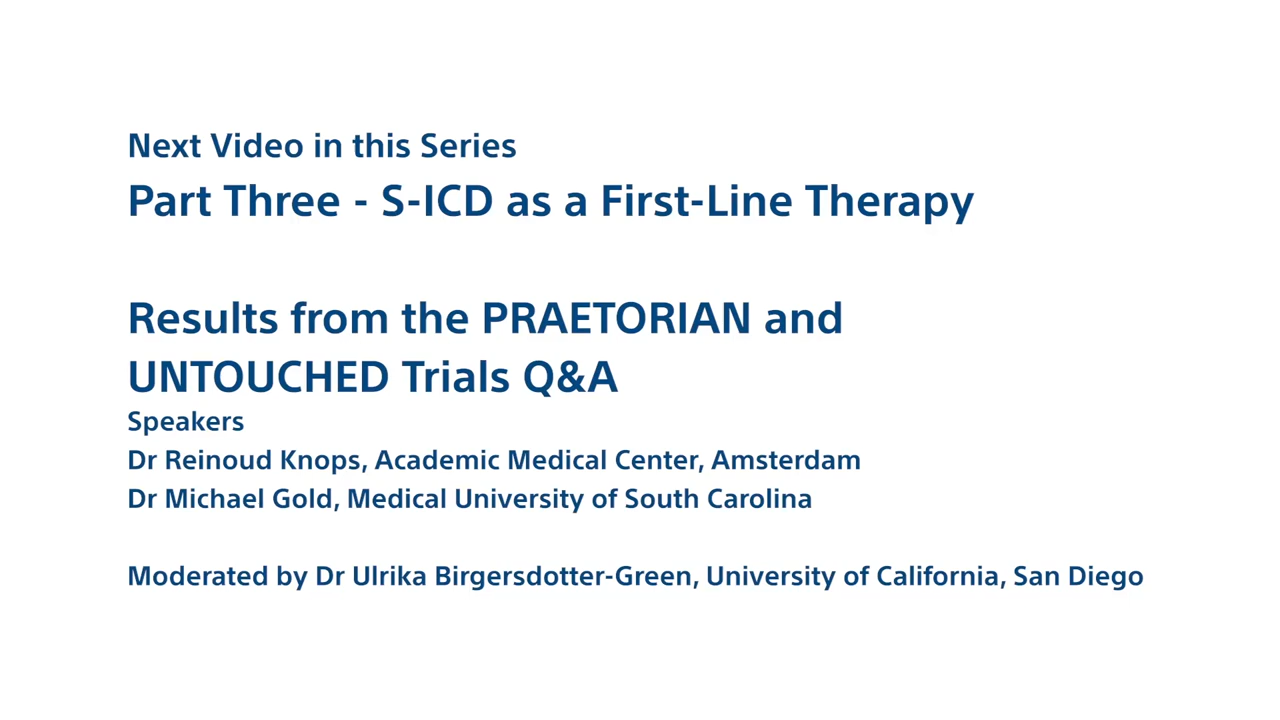 Next Video in this Series
Part Three - S-ICD as a First-Line Therapy
Results from the PRAETORIAN and
UNTOUCHED Trials Q&A
Speakers
Dr Reinoud Knops, Academic Medical Center, Amsterdam
Dr Michael Gold, Medical University of South Carolina
Moderated by Dr Ulrika Birgersdotter-Green, University of California, San Diego